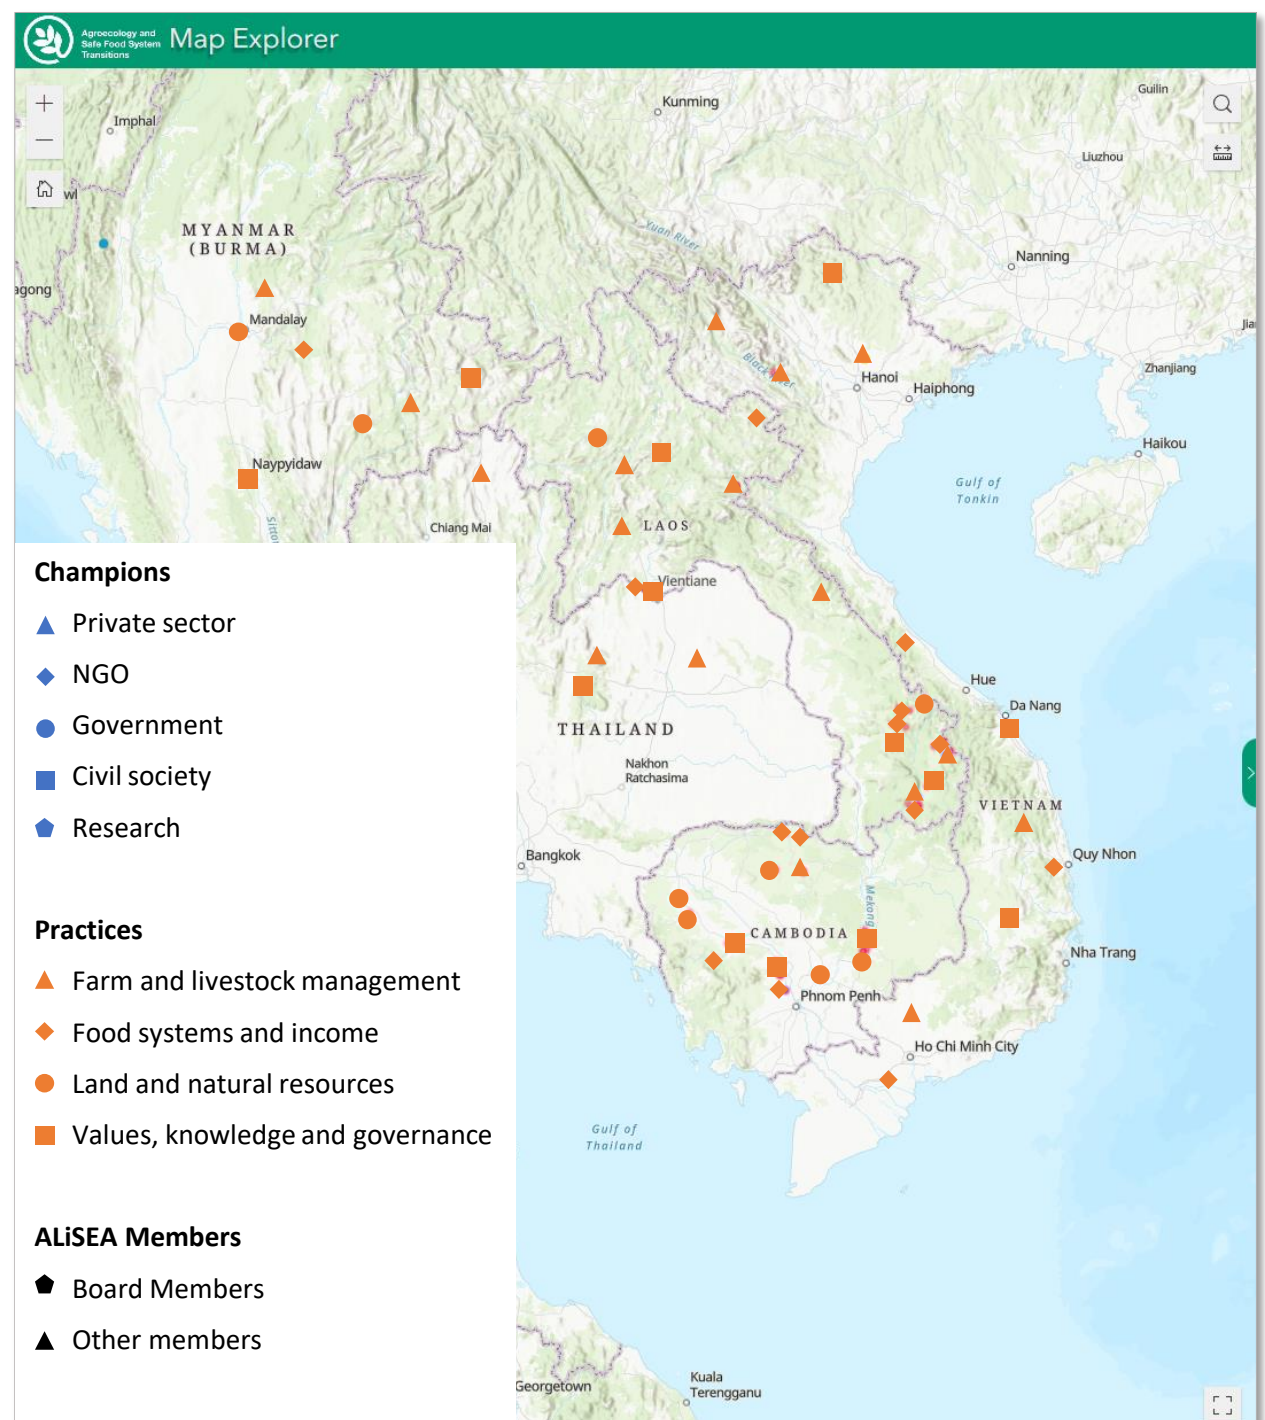 Agroecology and
Safe Food System
Transitions
Map Explorer
Guilin
Kunming
Imphal
Liuzhou
wl
MYANMAR
(BURMA)
Yuan River
Nanning
agong
Mandalay
Jia
Black River
Hanoi
Haiphong
Zhanjiang
Haikou
Naypyidaw
Gulf of
Tonkin
Chiang Mai
LAOS
Vientiane
Hue
Da Nang
THAILAND
Nakhon
Ratchasima
VIETNAM
Bangkok
Quy Nhon
Mekong
CAMBODIA
Nha Trang
Phnom Penh
Ho Chi Minh City
Gulf of
Thailand
Kuala
Terengganu
Georgetown
Champions
Private sector
NGO
Government
Civil society
Research
Practices
Farm and livestock management
Food systems and income
Land and natural resources
Values, knowledge and governance
ALiSEA Members
Board Members
Other members